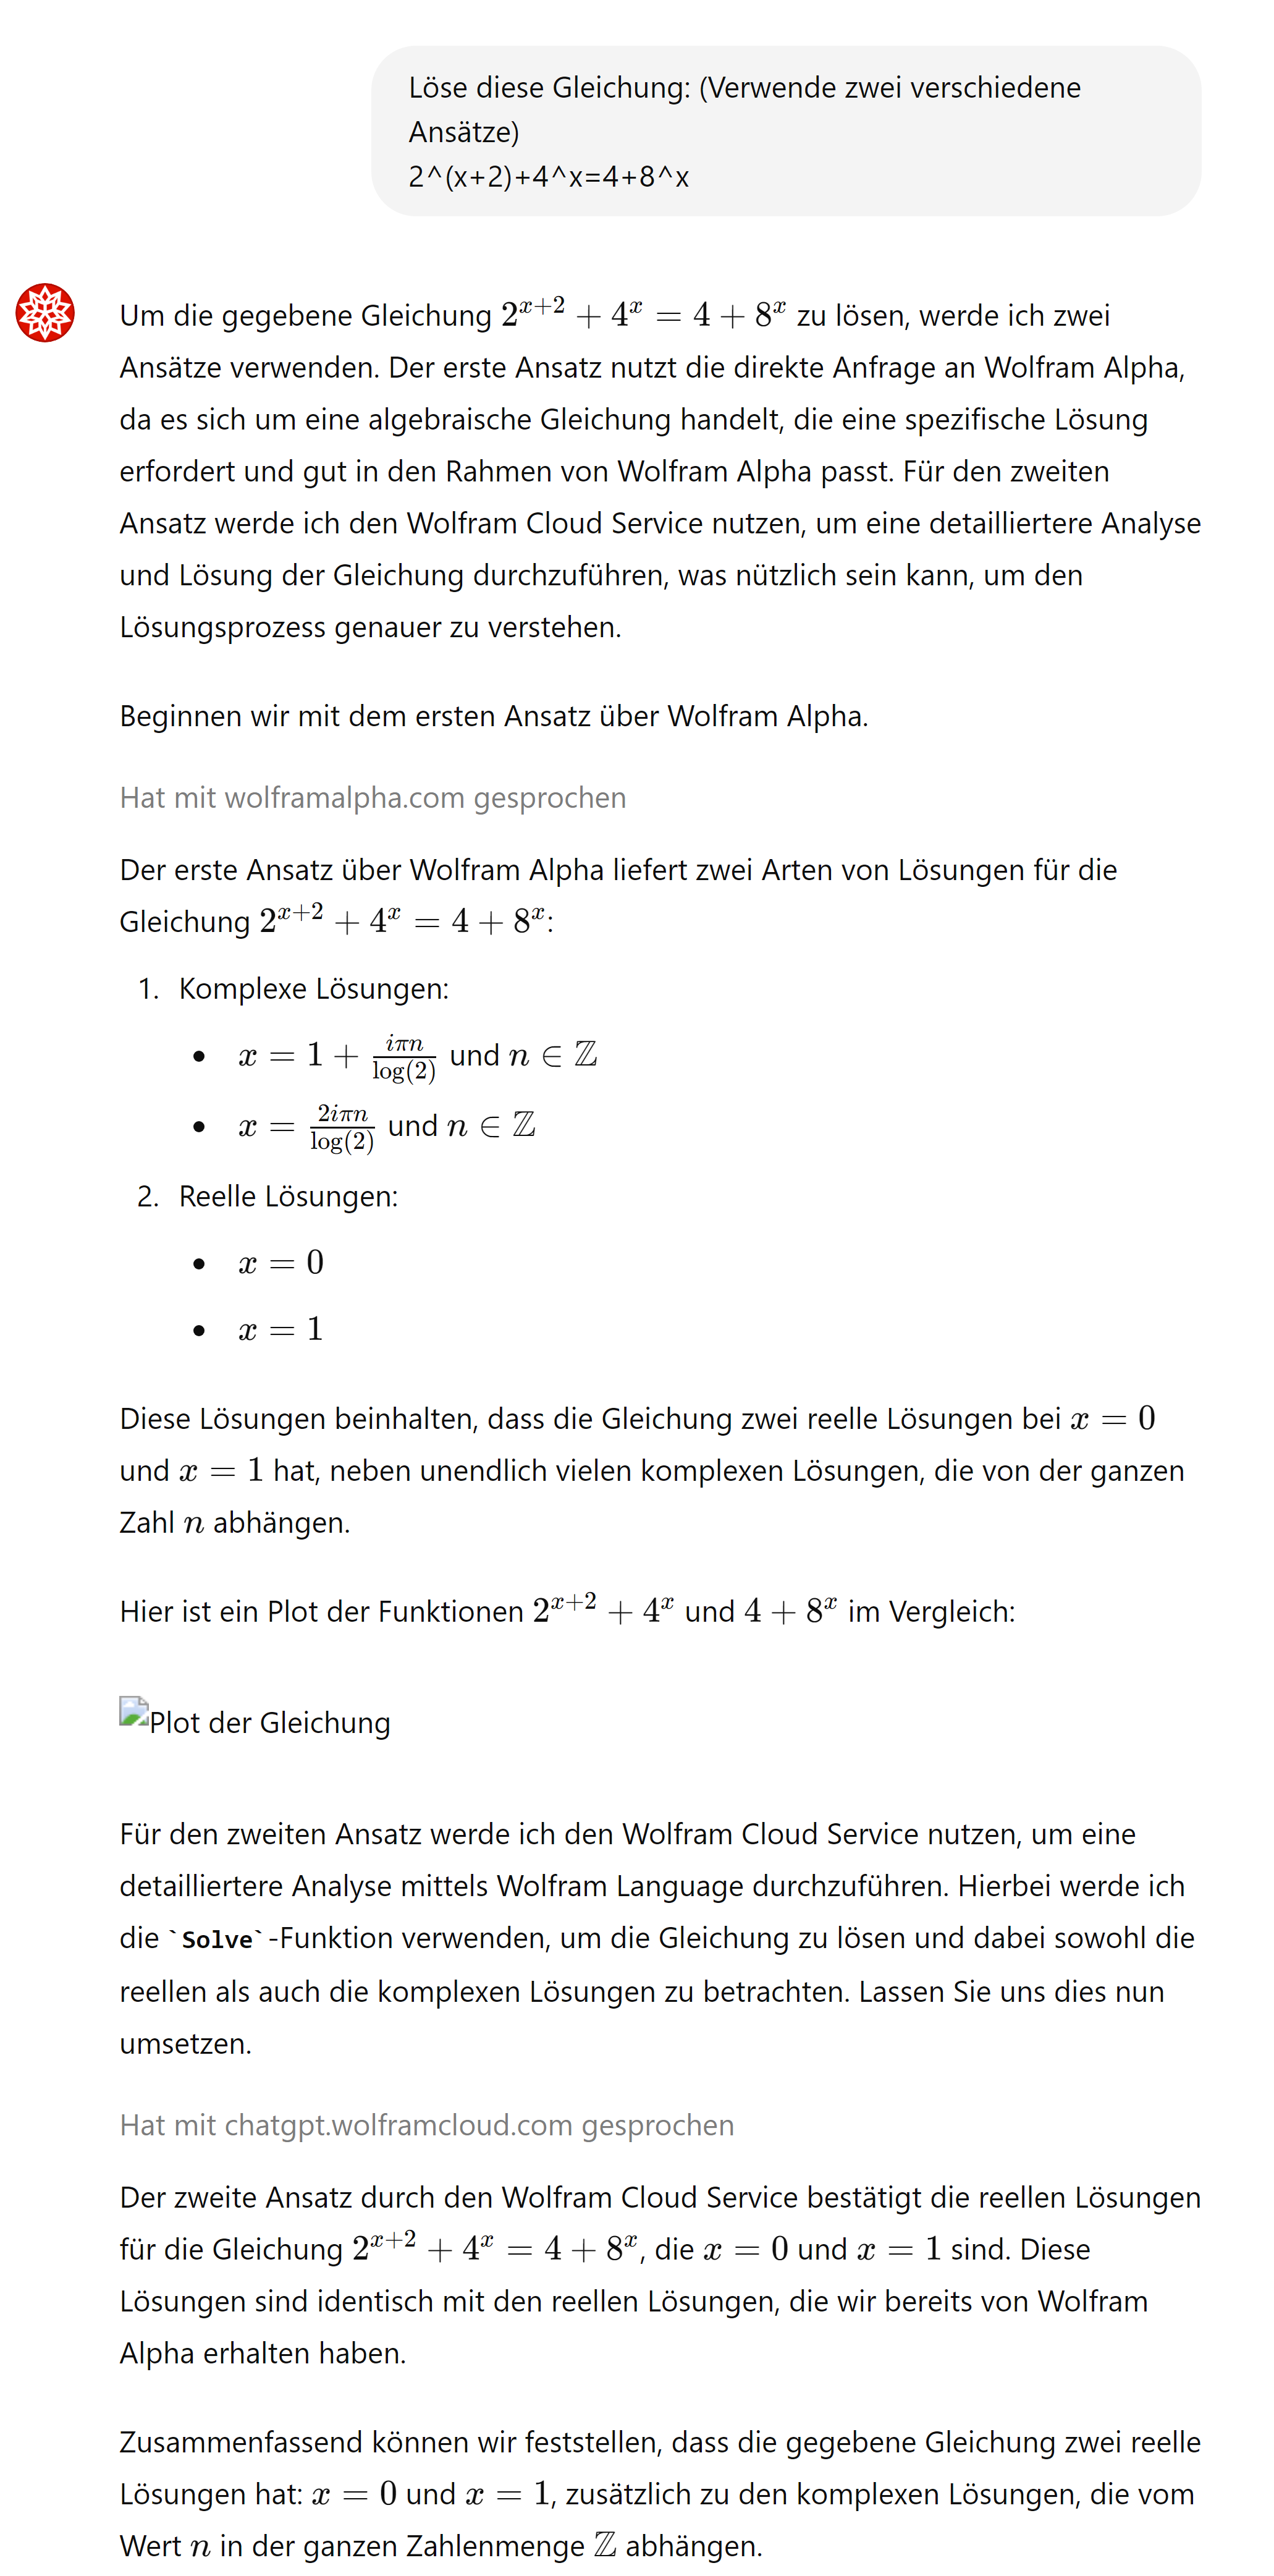 Löse diese Gleichung: (Verwende zwei verschiedene
Ansätze)
2^(x+2)+4^x=4+8^x
Um die gegebene Gleichung $2^{x+2} + 4^x = 4 + 8^x$ zu lösen, werde ich zwei
Ansätze verwenden. Der erste Ansatz nutzt die direkte Anfrage an Wolfram Alpha,
da es sich um eine algebraische Gleichung handelt, die eine spezifische Lösung
erfordert und gut in den Rahmen von Wolfram Alpha passt. Für den zweiten
Ansatz werde ich den Wolfram Cloud Service nutzen, um eine detailliertere Analyse
und Lösung der Gleichung durchzuführen, was nützlich sein kann, um den
Lösungsprozess genauer zu verstehen.
Beginnen wir mit dem ersten Ansatz über Wolfram Alpha.
Hat mit wolframalpha.com gesprochen
Der erste Ansatz über Wolfram Alpha liefert zwei Arten von Lösungen für die
Gleichung $2^{x+2} + 4^x = 4 + 8^x$:
1. Komplexe Lösungen:
• $x = 1 + \frac{i\pi n}{\log(2)}$ und $n \in \mathbb{Z}$
• $x = \frac{2i\pi n}{\log(2)}$ und $n \in \mathbb{Z}$
2. Reelle Lösungen:
• $x = 0$
• $x = 1$
Diese Lösungen beinhalten, dass die Gleichung zwei reelle Lösungen bei $x = 0$
und $x = 1$ hat, neben unendlich vielen komplexen Lösungen, die von der ganzen
Zahl $n$ abhängen.
Hier ist ein Plot der Funktionen $2^{x+2} + 4^x$ und $4 + 8^x$ im Vergleich:
Plot der Gleichung
Für den zweiten Ansatz werde ich den Wolfram Cloud Service nutzen, um eine
detailliertere Analyse mittels Wolfram Language durchzuführen. Hierbei werde ich
die `Solve`-Funktion verwenden, um die Gleichung zu lösen und dabei sowohl die
reellen als auch die komplexen Lösungen zu betrachten. Lassen Sie uns dies nun
umsetzen.
Hat mit chatgpt.wolframcloud.com gesprochen
Der zweite Ansatz durch den Wolfram Cloud Service bestätigt die reellen Lösungen
für die Gleichung $2^{x+2} + 4^x = 4 + 8^x$, die $x = 0$ und $x = 1$ sind. Diese
Lösungen sind identisch mit den reellen Lösungen, die wir bereits von Wolfram
Alpha erhalten haben.
Zusammenfassend können wir feststellen, dass die gegebene Gleichung zwei reelle
Lösungen hat: $x = 0$ und $x = 1$, zusätzlich zu den komplexen Lösungen, die vom
Wert $n$ in der ganzen Zahlenmenge $\mathbb{Z}$ abhängen.